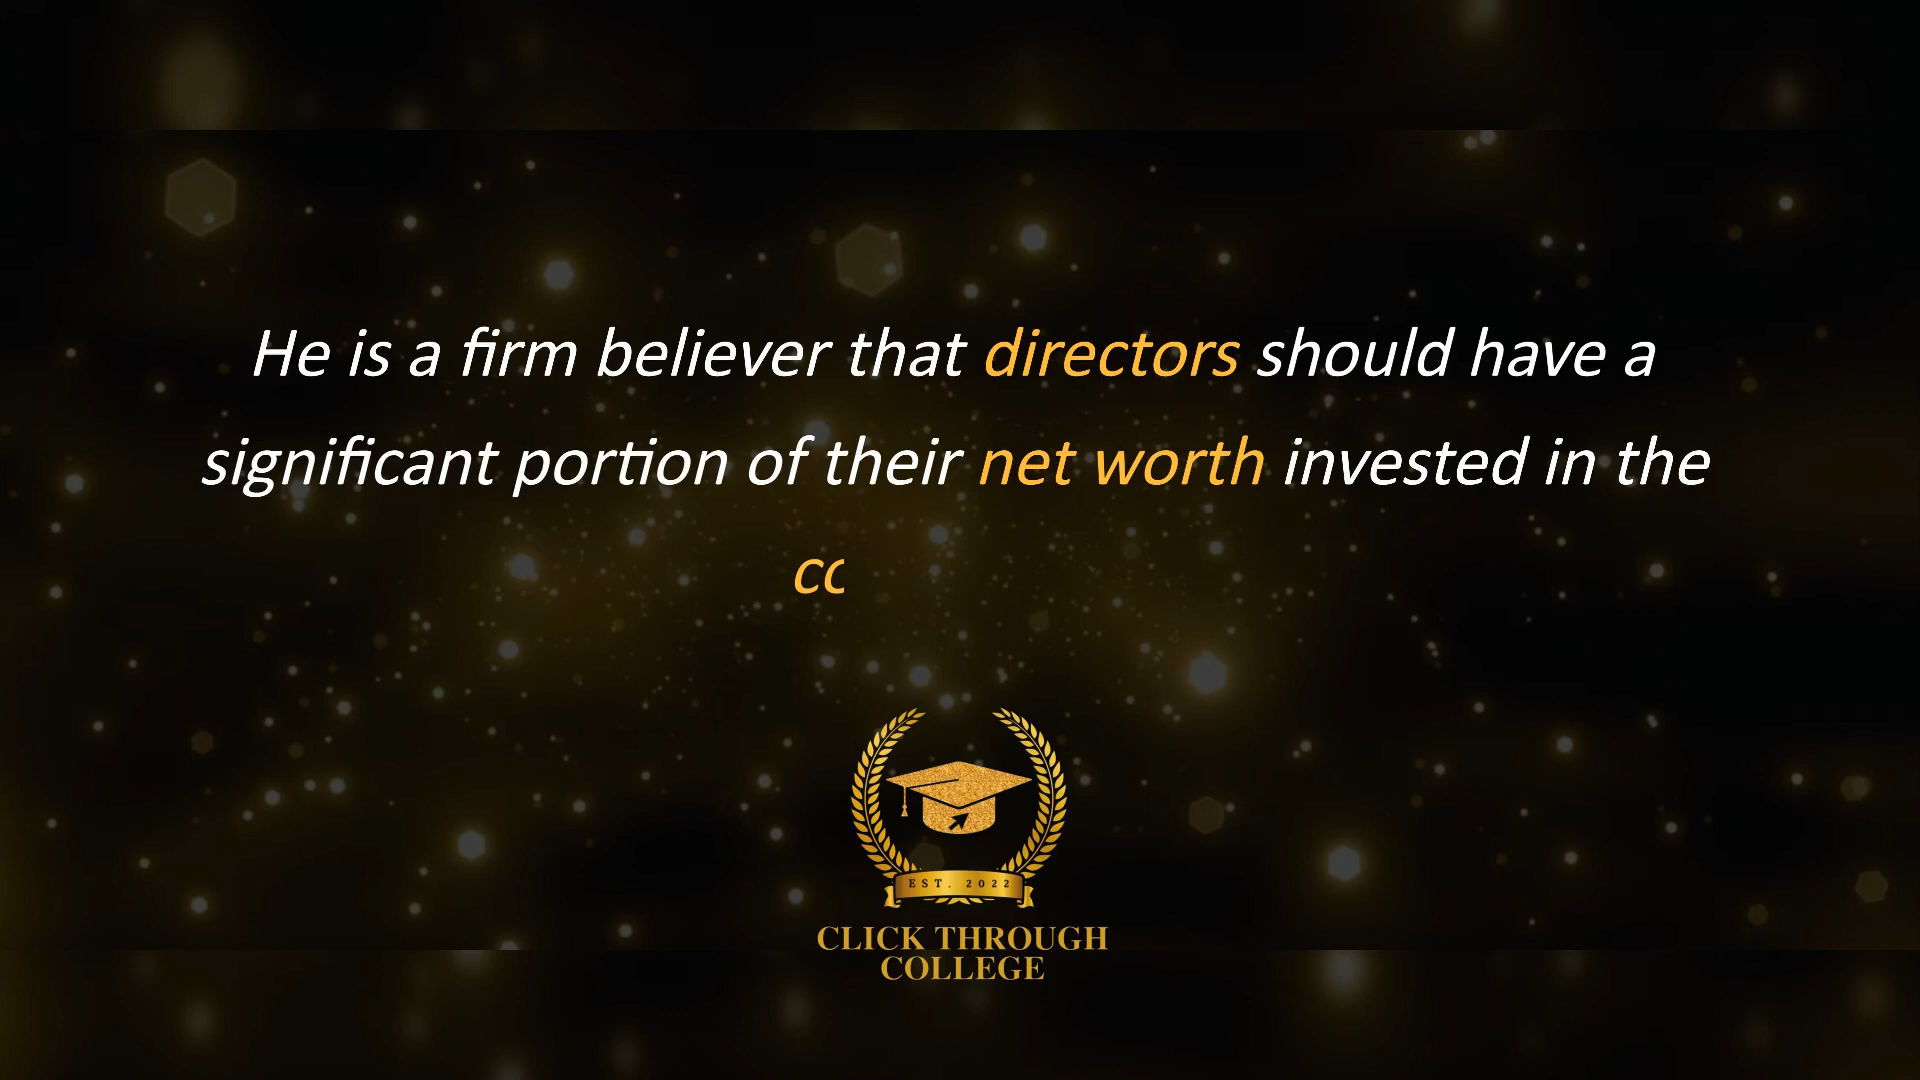 He is a firm believer that directors should have a
significant portion of their net worth invested in the
EST. 2022
CLICK THROUGH
COLLEGE